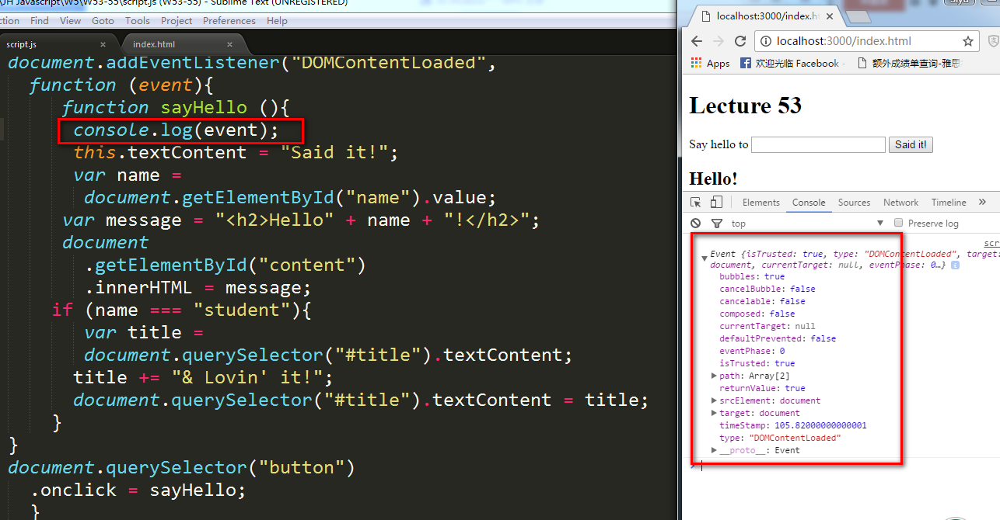 \JH Javascript\W5\W53-55\script.js (W53-55) - Sublime Text (UNREGISTERED)
ction Find View Goto Tools Project Preferences Help
script.js × index.html ×
document.addEventListener("DOMContentLoaded",
function (event){
function sayHello (){
console.log(event);
this.textContent = "Said it!";
var name =
document.getElementById("name").value;
var message = "<h2>Hello" + name + "!</h2>";
document
.getElementById("content")
.innerHTML = message;
if (name === "student"){
var title =
document.querySelector("#title").textContent;
title += "& Lovin' it!";
document.querySelector("#title").textContent = title;
}
}
document.querySelector("button")
.onclick = sayHello;
}
localhost:3000/index.h ×
localhost:3000/index.html
Apps 欢迎光临 Facebook - 额外成绩单查询-雅思
Lecture 53
Say hello to Said it!
Hello!
Elements Console Sources Network Timeline »
top ▼ Preserve log
scr
Event {isTrusted: true, type: "DOMContentLoaded", target:
document, currentTarget: null, eventPhase: 0…}
bubbles: true
cancelBubble: false
cancelable: false
composed: false
currentTarget: null
defaultPrevented: false
eventPhase: 0
isTrusted: true
path: Array[2]
returnValue: true
srcElement: document
target: document
timeStamp: 105.82000000000001
type: "DOMContentLoaded"
__proto__: Event